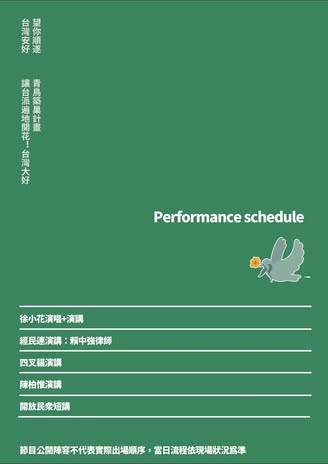 望你順遂
台灣安好
青鳥築巢計畫
讓台派遍地開花！台灣大好
Performance schedule
徐小花演唱+演講
經民連演講：賴中強律師
四叉貓演講
陳柏惟演講
開放民衆短講
節目公開陣容不代表實際出場順序，當日流程依現場狀況爲準